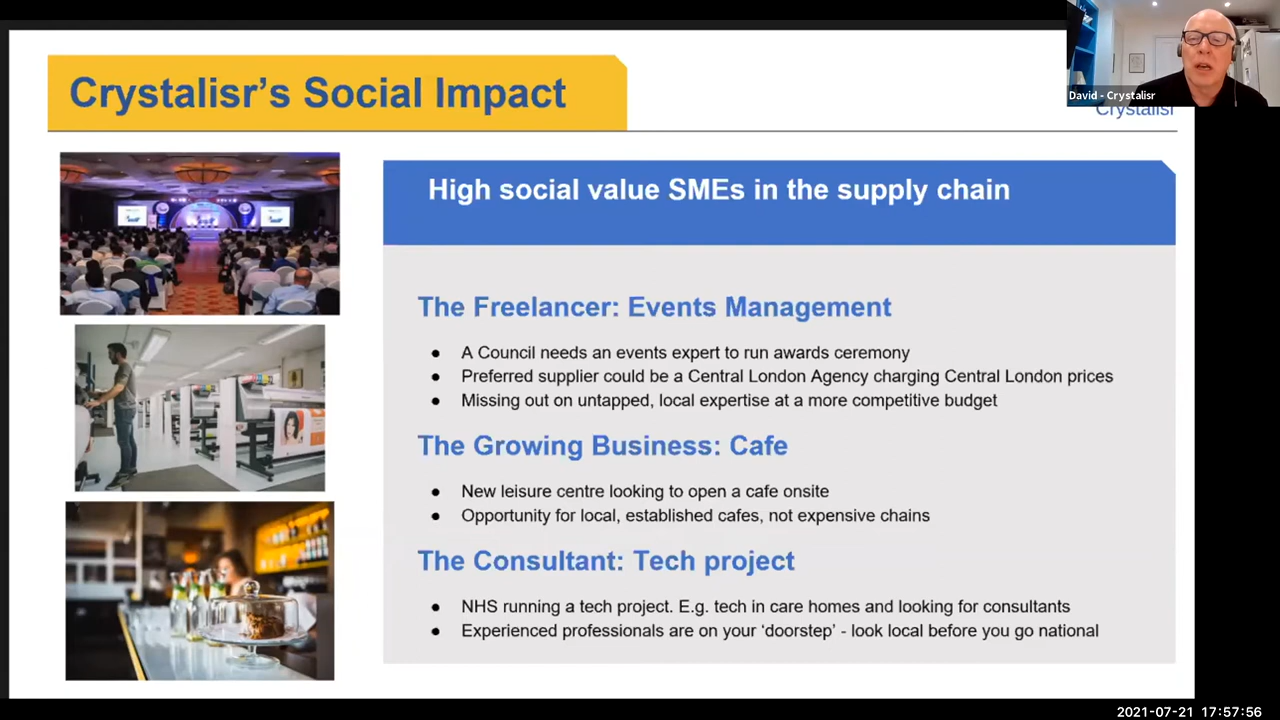 Crystalisr’s Social Impact
David - Crystalisr
Crystalisr
High social value SMEs in the supply chain
The Freelancer: Events Management
● A Council needs an events expert to run awards ceremony
● Preferred supplier could be a Central London Agency charging Central London prices
● Missing out on untapped, local expertise at a more competitive budget
The Growing Business: Cafe
● New leisure centre looking to open a cafe onsite
● Opportunity for local, established cafes, not expensive chains
The Consultant: Tech project
● NHS running a tech project. E.g. tech in care homes and looking for consultants
● Experienced professionals are on your ‘doorstep’ - look local before you go national
2021-07-21 17:57:56